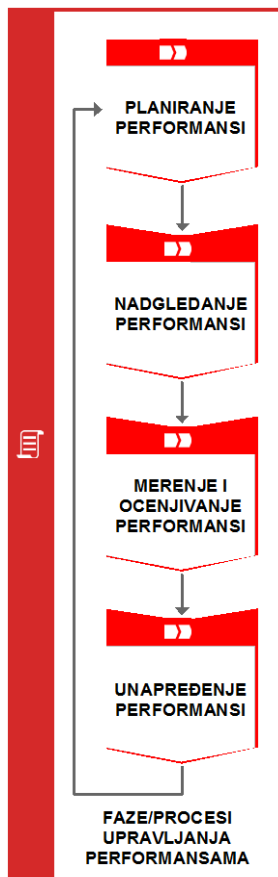 PLANIRANJE
PERFORMANSI
NADGLEDANJE
PERFORMANSI
MERENJE I
OCENJIVANJE
PERFORMANSI
UNAPREĐENJE
PERFORMANSI
FAZE/PROCESI
UPRAVLJANJA
PERFORMANSAMA